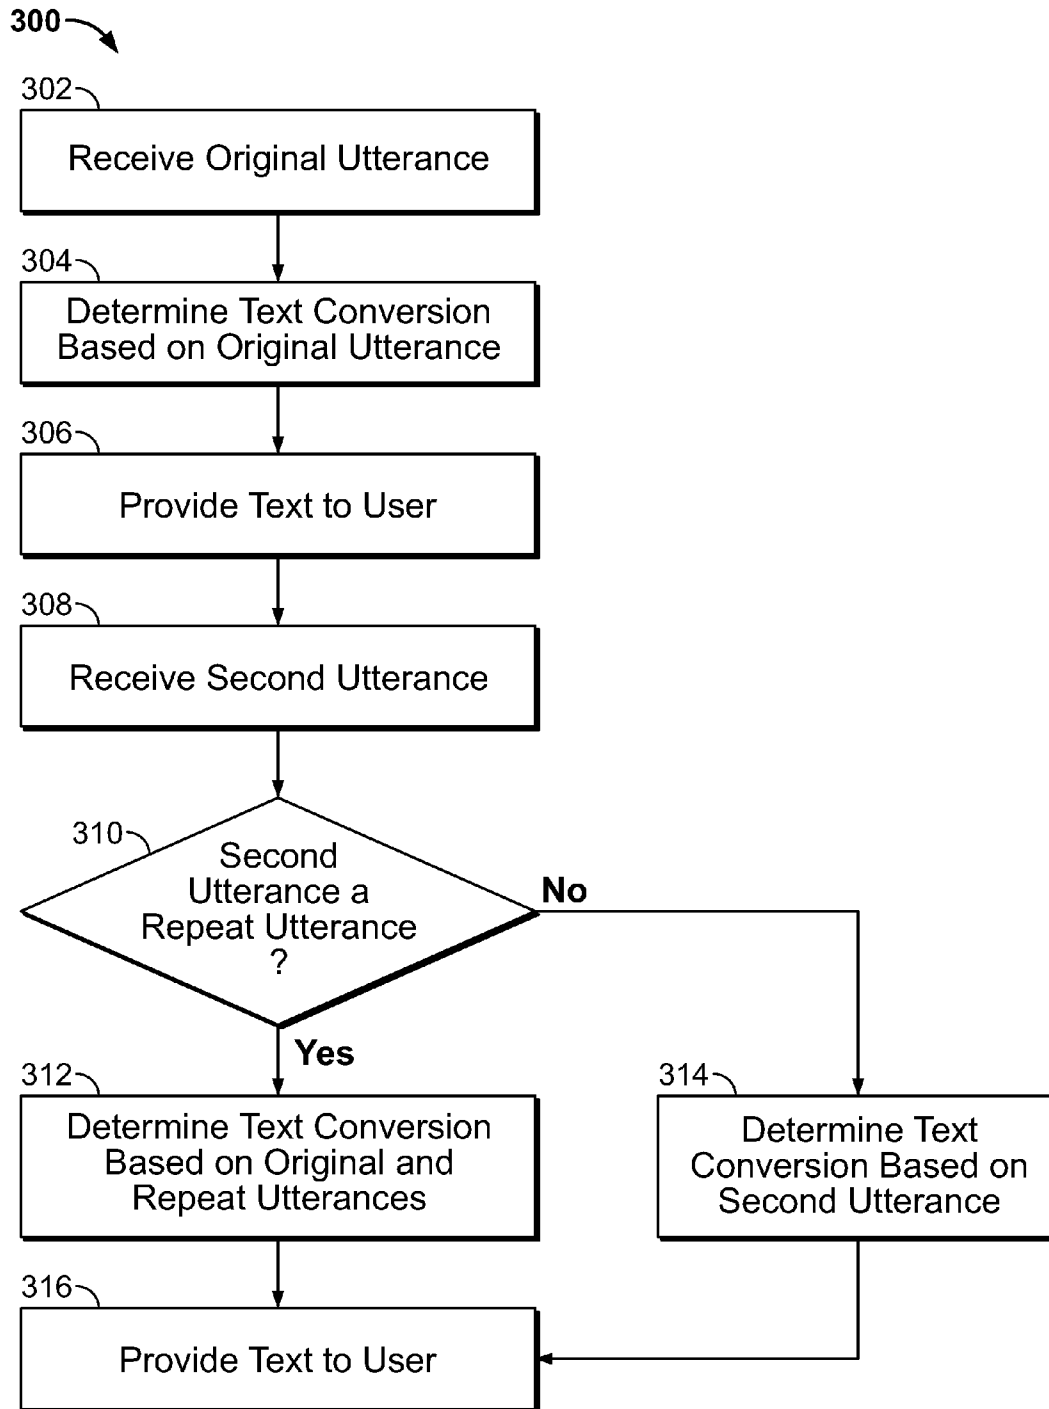 300
302
Receive Original Utterance
304
Determine Text Conversion
Based on Original Utterance
306
Provide Text to User
308
Receive Second Utterance
310
Second
Utterance a
Repeat Utterance
?
No
Yes
312
Determine Text Conversion
Based on Original and
Repeat Utterances
314
Determine Text
Conversion Based on
Second Utterance
316
Provide Text to User